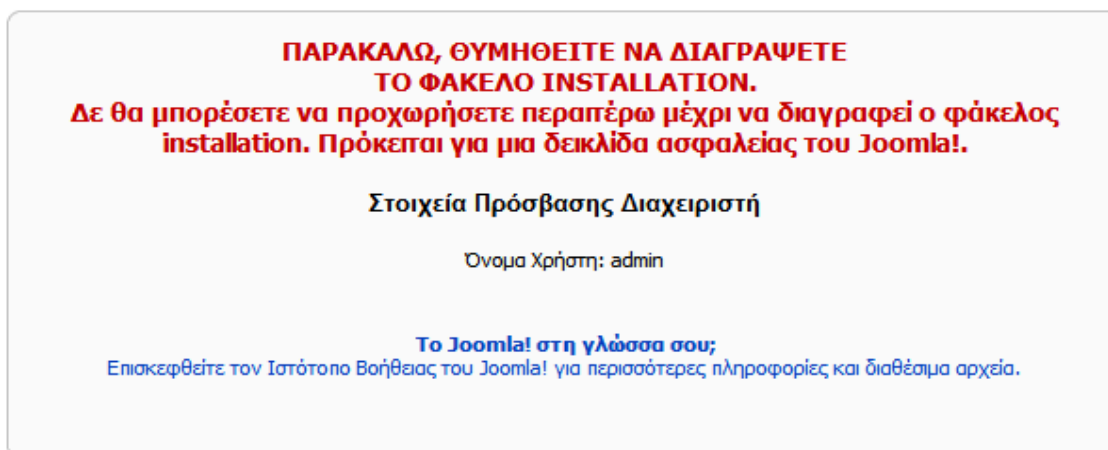 ΠΑΡΑΚΑΛΩ, ΘΥΜΗΘΕΙΤΕ ΝΑ ΔΙΑΓΡΑΨΕΤΕ
ΤΟ ΦΑΚΕΛΟ INSTALLATION.
Δε θα μπορέσετε να προχωρήσετε περαιτέρω μέχρι να διαγραφεί ο φάκελος
installation. Πρόκειται για μια δεικλίδα ασφαλείας του Joomla!.
Στοιχεία Πρόσβασης Διαχειριστή
Όνομα Χρήστη: admin
Το Joomla! στη γλώσσα σου;
Επισκεφθείτε τον Ιστότοπο Βοήθειας του Joomla! για περισσότερες πληροφορίες και διαθέσιμα αρχεία.